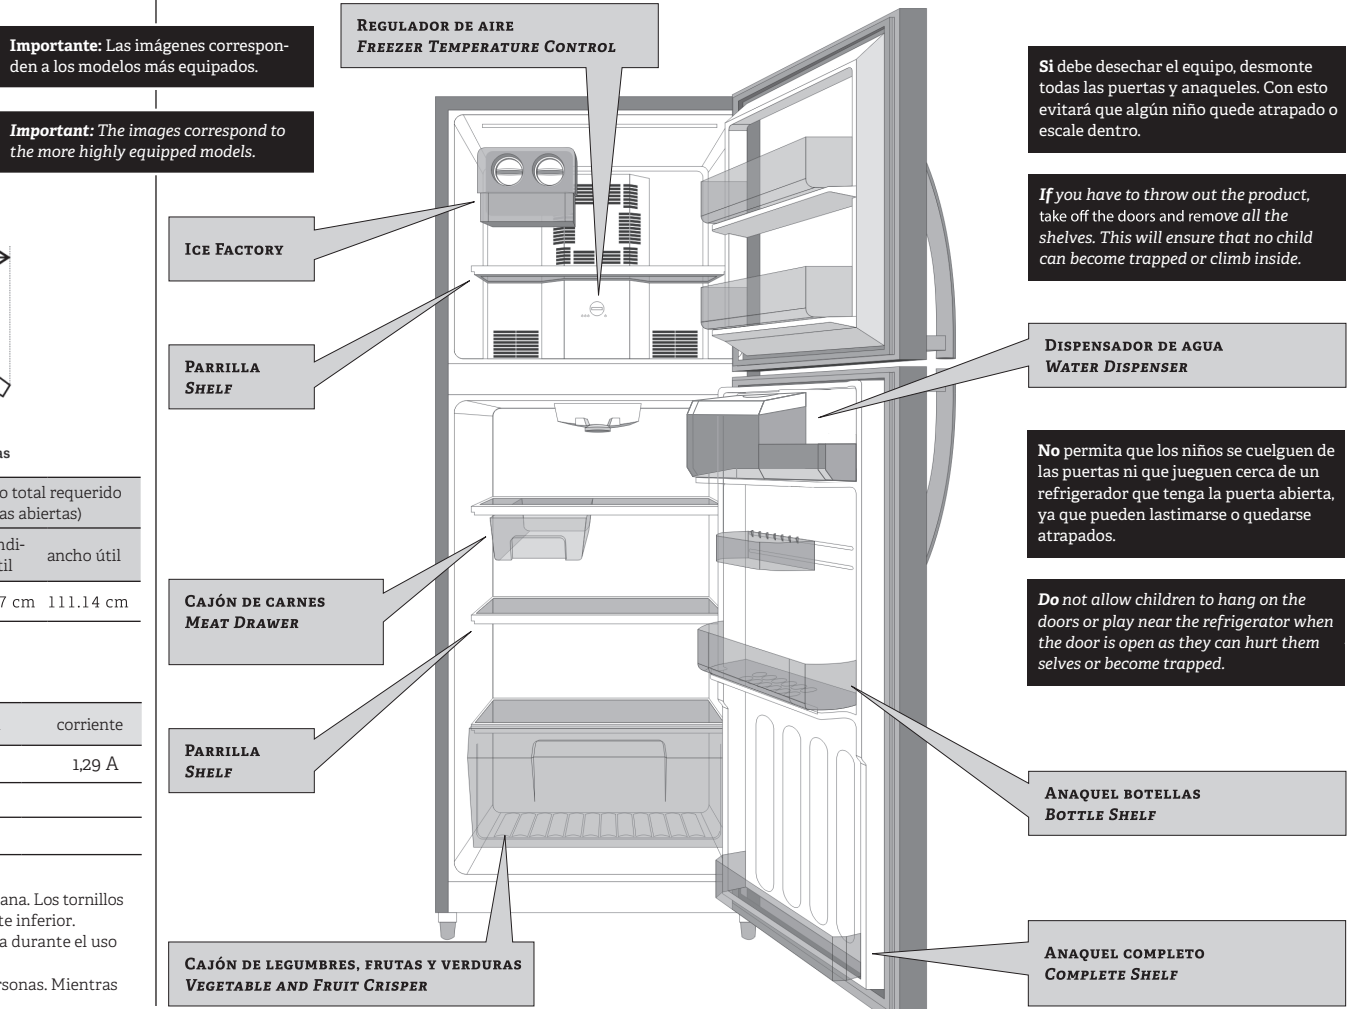 Importante: Las imágenes correspon-
den a los modelos más equipados.
Important: The images correspond to
the more highly equipped models.
as
o total requerido
as abiertas)
ndi-
til
ancho útil
7 cm 111.14 cm
corriente
1,29 A
ana. Los tornillos
te inferior.
a durante el uso
rsonas. Mientras
REGULADOR DE AIRE
FREEZER TEMPERATURE CONTROL
ICE FACTORY
PARRILLA
SHELF
CAJÓN DE CARNES
MEAT DRAWER
PARRILLA
SHELF
CAJÓN DE LEGUMBRES, FRUTAS Y VERDURAS
VEGETABLE AND FRUIT CRISPER
Si debe desechar el equipo, desmonte
todas las puertas y anaqueles. Con esto
evitará que algún niño quede atrapado o
escale dentro.
If you have to throw out the product,
take off the doors and remove all the
shelves. This will ensure that no child
can become trapped or climb inside.
DISPENSADOR DE AGUA
WATER DISPENSER
No permita que los niños se cuelguen de
las puertas ni que jueguen cerca de un
refrigerador que tenga la puerta abierta,
ya que pueden lastimarse o quedarse
atrapados.
Do not allow children to hang on the
doors or play near the refrigerator when
the door is open as they can hurt them
selves or become trapped.
ANAQUEL BOTELLAS
BOTTLE SHELF
ANAQUEL COMPLETO
COMPLETE SHELF